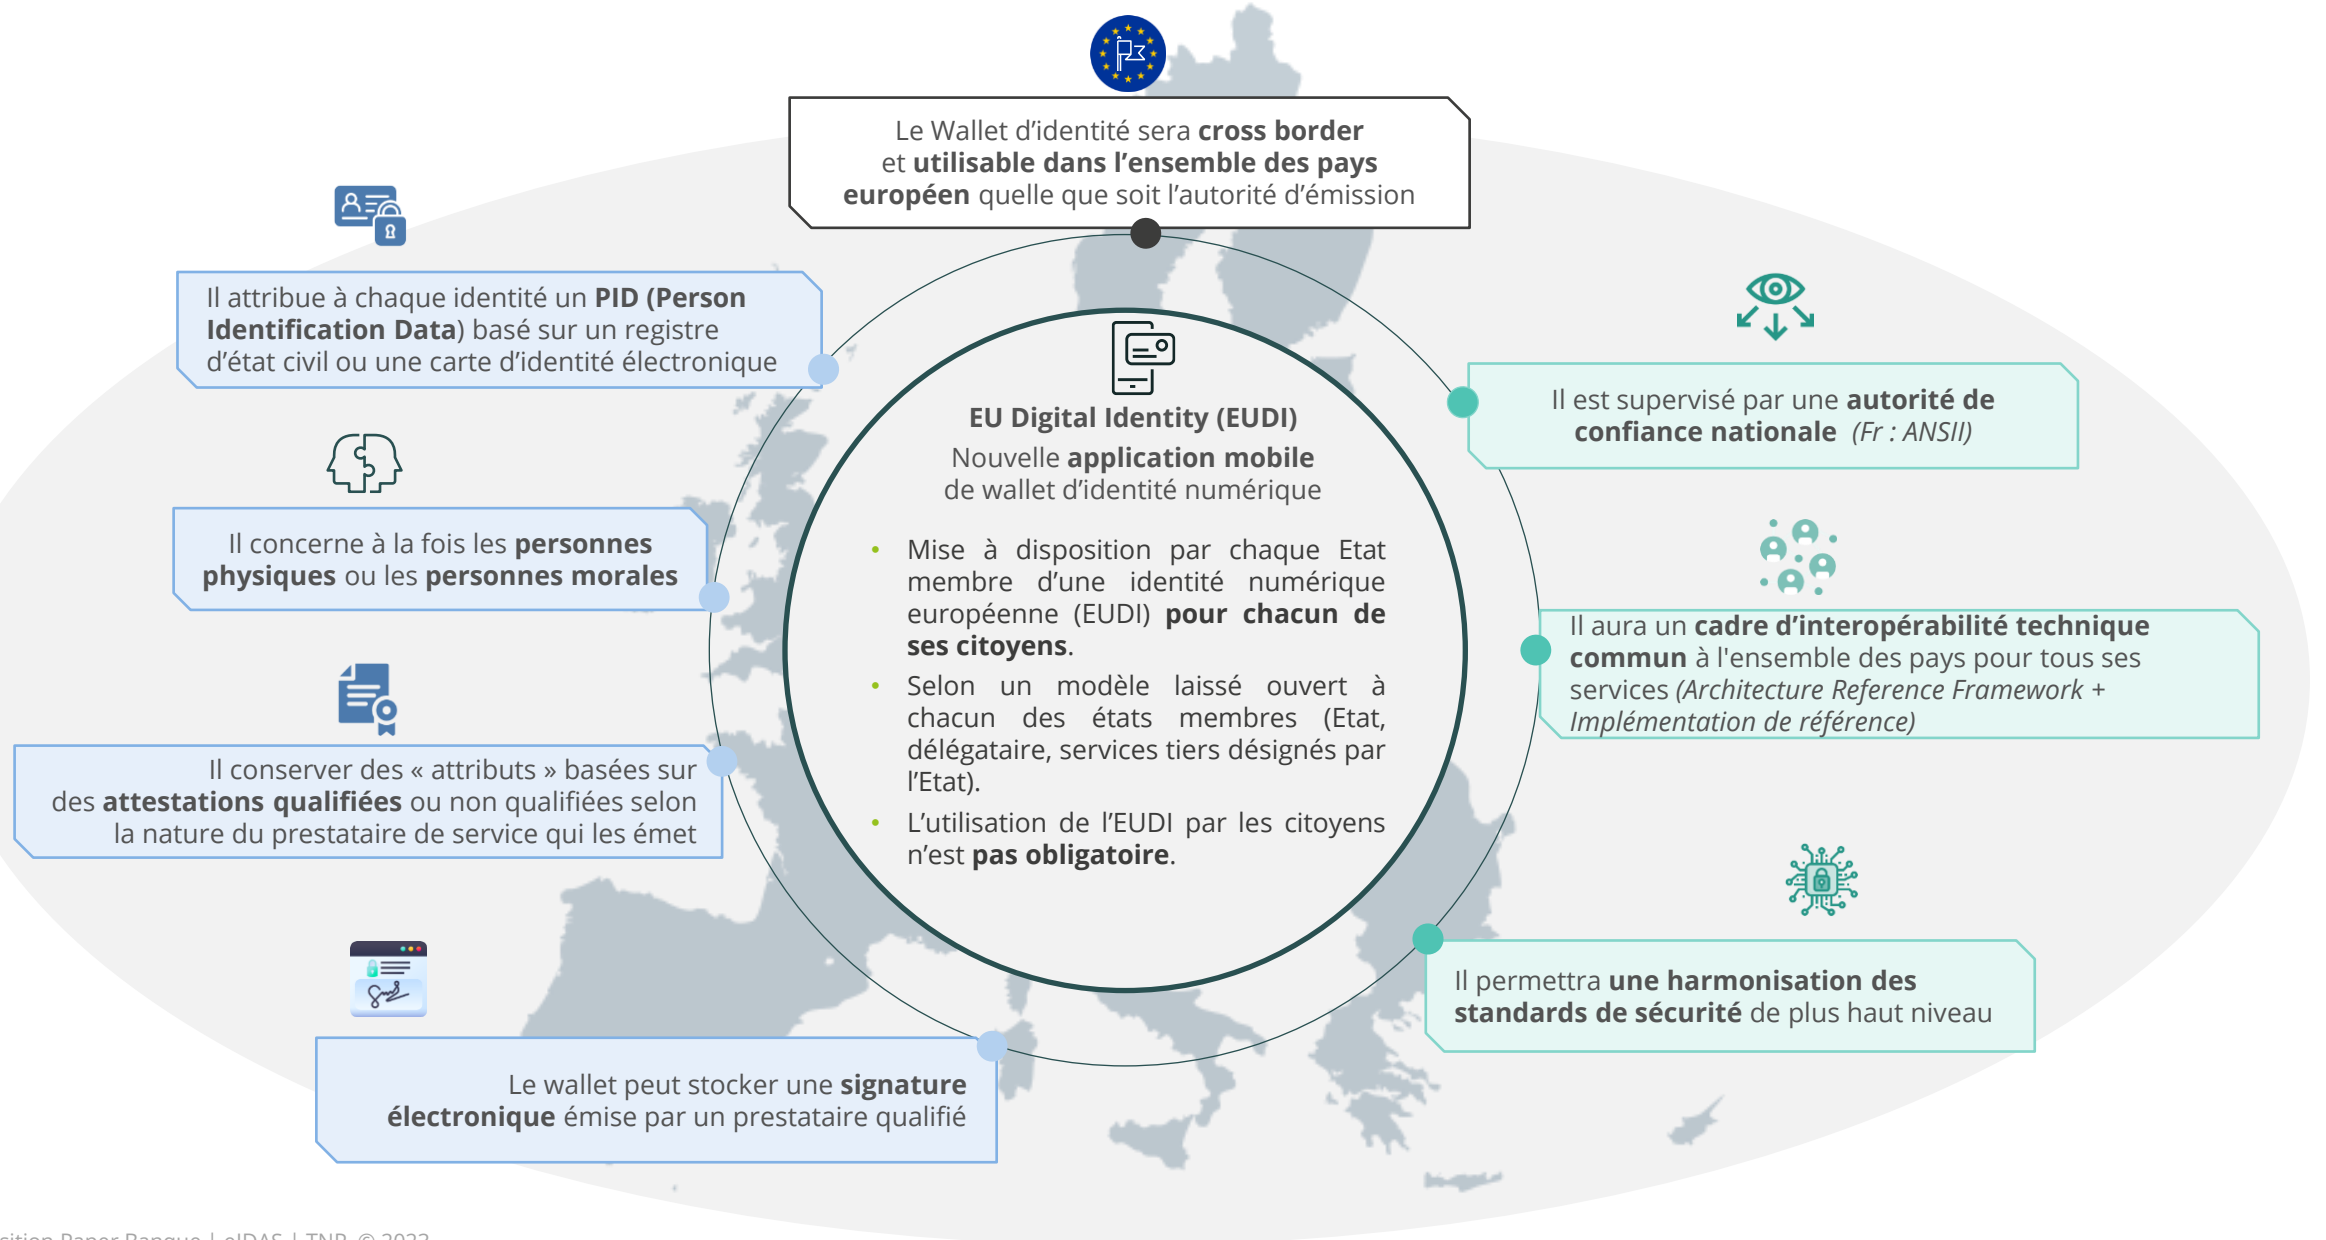 Le Wallet d’identité sera cross border
et utilisable dans l’ensemble des pays
européen quelle que soit l’autorité d’émission
Il attribue à chaque identité un PID (Person
Identification Data) basé sur un registre
d’état civil ou une carte d’identité électronique
Il concerne à la fois les personnes
physiques ou les personnes morales
Il conserver des « attributs » basées sur
des attestations qualifiées ou non qualifiées selon
la nature du prestataire de service qui les émet
Le wallet peut stocker une signature
électronique émise par un prestataire qualifié
EU Digital Identity (EUDI)
Nouvelle application mobile
de wallet d’identité numérique
• Mise à disposition par chaque Etat
membre d’une identité numérique
européenne (EUDI) pour chacun de
ses citoyens.
• Selon un modèle laissé ouvert à
chacun des états membres (Etat,
délégataire, services tiers désignés par
l’Etat).
• L’utilisation de l’EUDI par les citoyens
n’est pas obligatoire.
Il est supervisé par une autorité de
confiance nationale (Fr : ANSII)
Il aura un cadre d’interopérabilité technique
commun à l'ensemble des pays pour tous ses
services (Architecture Reference Framework +
Implémentation de référence)
Il permettra une harmonisation des
standards de sécurité de plus haut niveau
sition Paper Banque | eIDAS | TNP © 2023